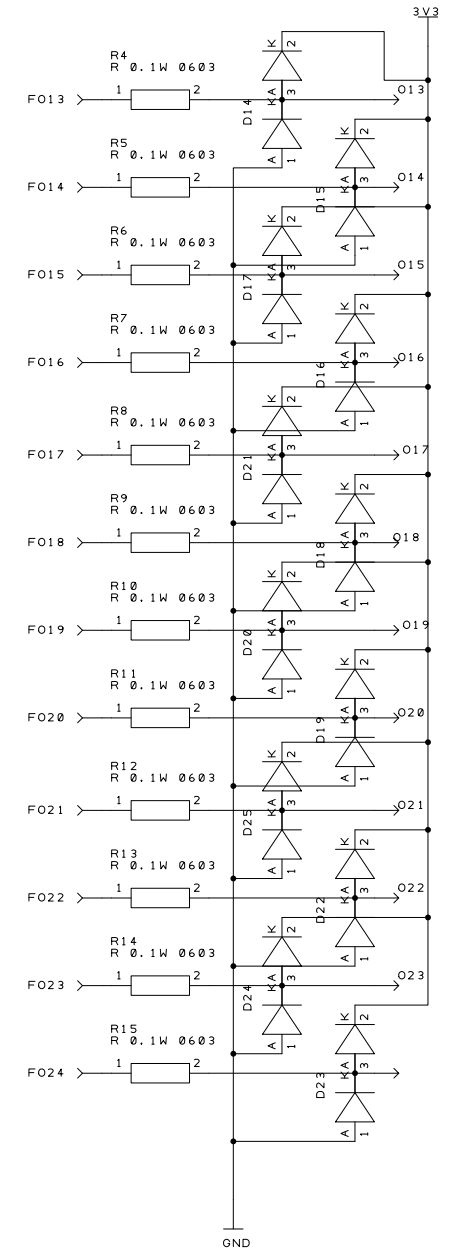 3V3
R4
R 0.1W 0603
K 2
FO13 1 2 D14 KA 3 O13
A 1
R5
R 0.1W 0603
K 2
FO14 1 2 D15 KA 3 O14
A 1
R6
R 0.1W 0603
K 2
FO15 1 2 D17 KA 3 O15
A 1
R7
R 0.1W 0603
K 2
FO16 1 2 D16 KA 3 O16
A 1
R8
R 0.1W 0603
K 2
FO17 1 2 D21 KA 3 O17
A 1
R9
R 0.1W 0603
K 2
FO18 1 2 D18 KA 3 O18
A 1
R10
R 0.1W 0603
K 2
FO19 1 2 D20 KA 3 O19
A 1
R11
R 0.1W 0603
K 2
FO20 1 2 D19 KA 3 O20
A 1
R12
R 0.1W 0603
K 2
FO21 1 2 D25 KA 3 O21
A 1
R13
R 0.1W 0603
K 2
FO22 1 2 D22 KA 3 O22
A 1
R14
R 0.1W 0603
K 2
FO23 1 2 D24 KA 3 O23
A 1
R15
R 0.1W 0603
K 2
FO24 1 2 D23 KA 3
A 1
GND